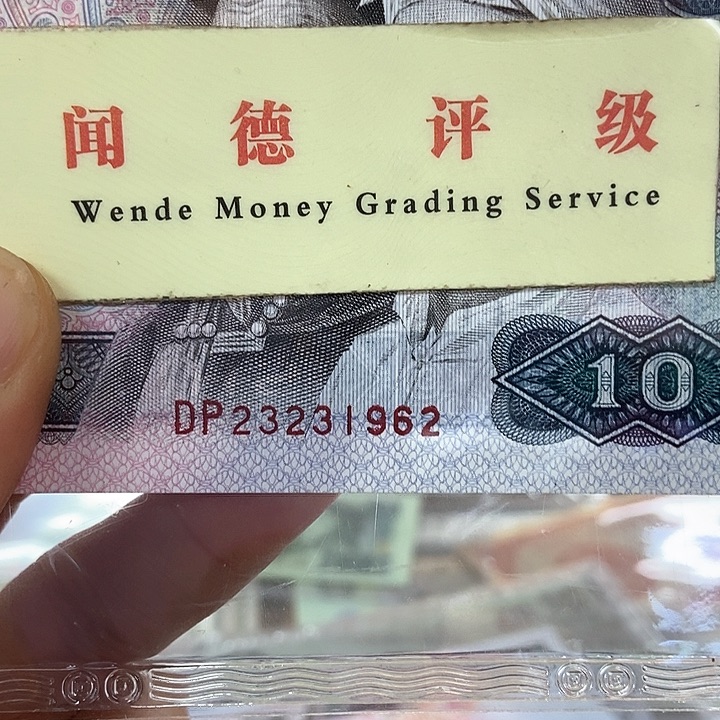 闻德评级
Wende Money Grading Service
10
DP23231962